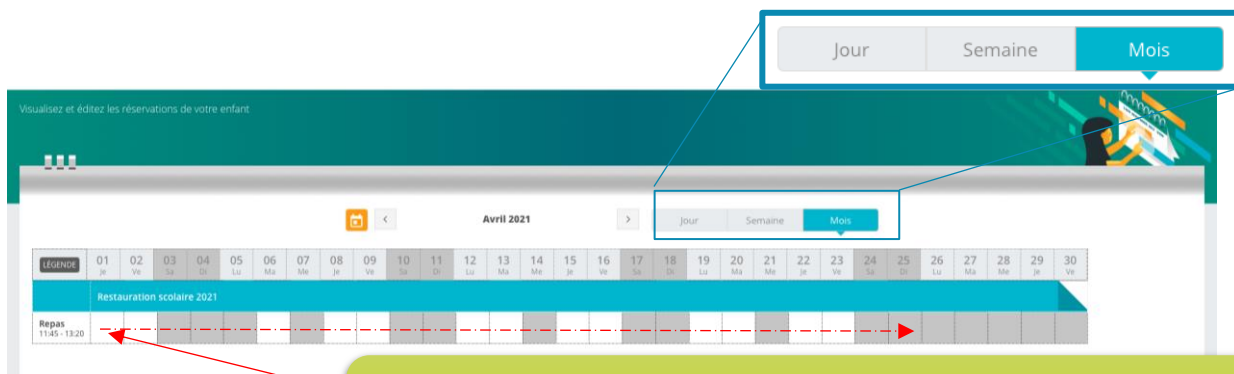 Jour Semaine Mois
Visualisez et éditez les réservations de votre enfant
Avril 2021 Jour Semaine Mois
LÉGENDE 01 02 03 04 05 06 07 08 09 10 11 12 13 14 15 16 17 18 19 20 21 22 23 24 25 26 27 28 29 30
Je Ve Sa Di Lu Ma Me Je Ve Sa Di Lu Ma Me Je Ve Sa Di Lu Ma Me Je Ve Sa Di Lu Ma Me Je Ve
Restauration scolaire 2021
Repas
11:45 - 13:20